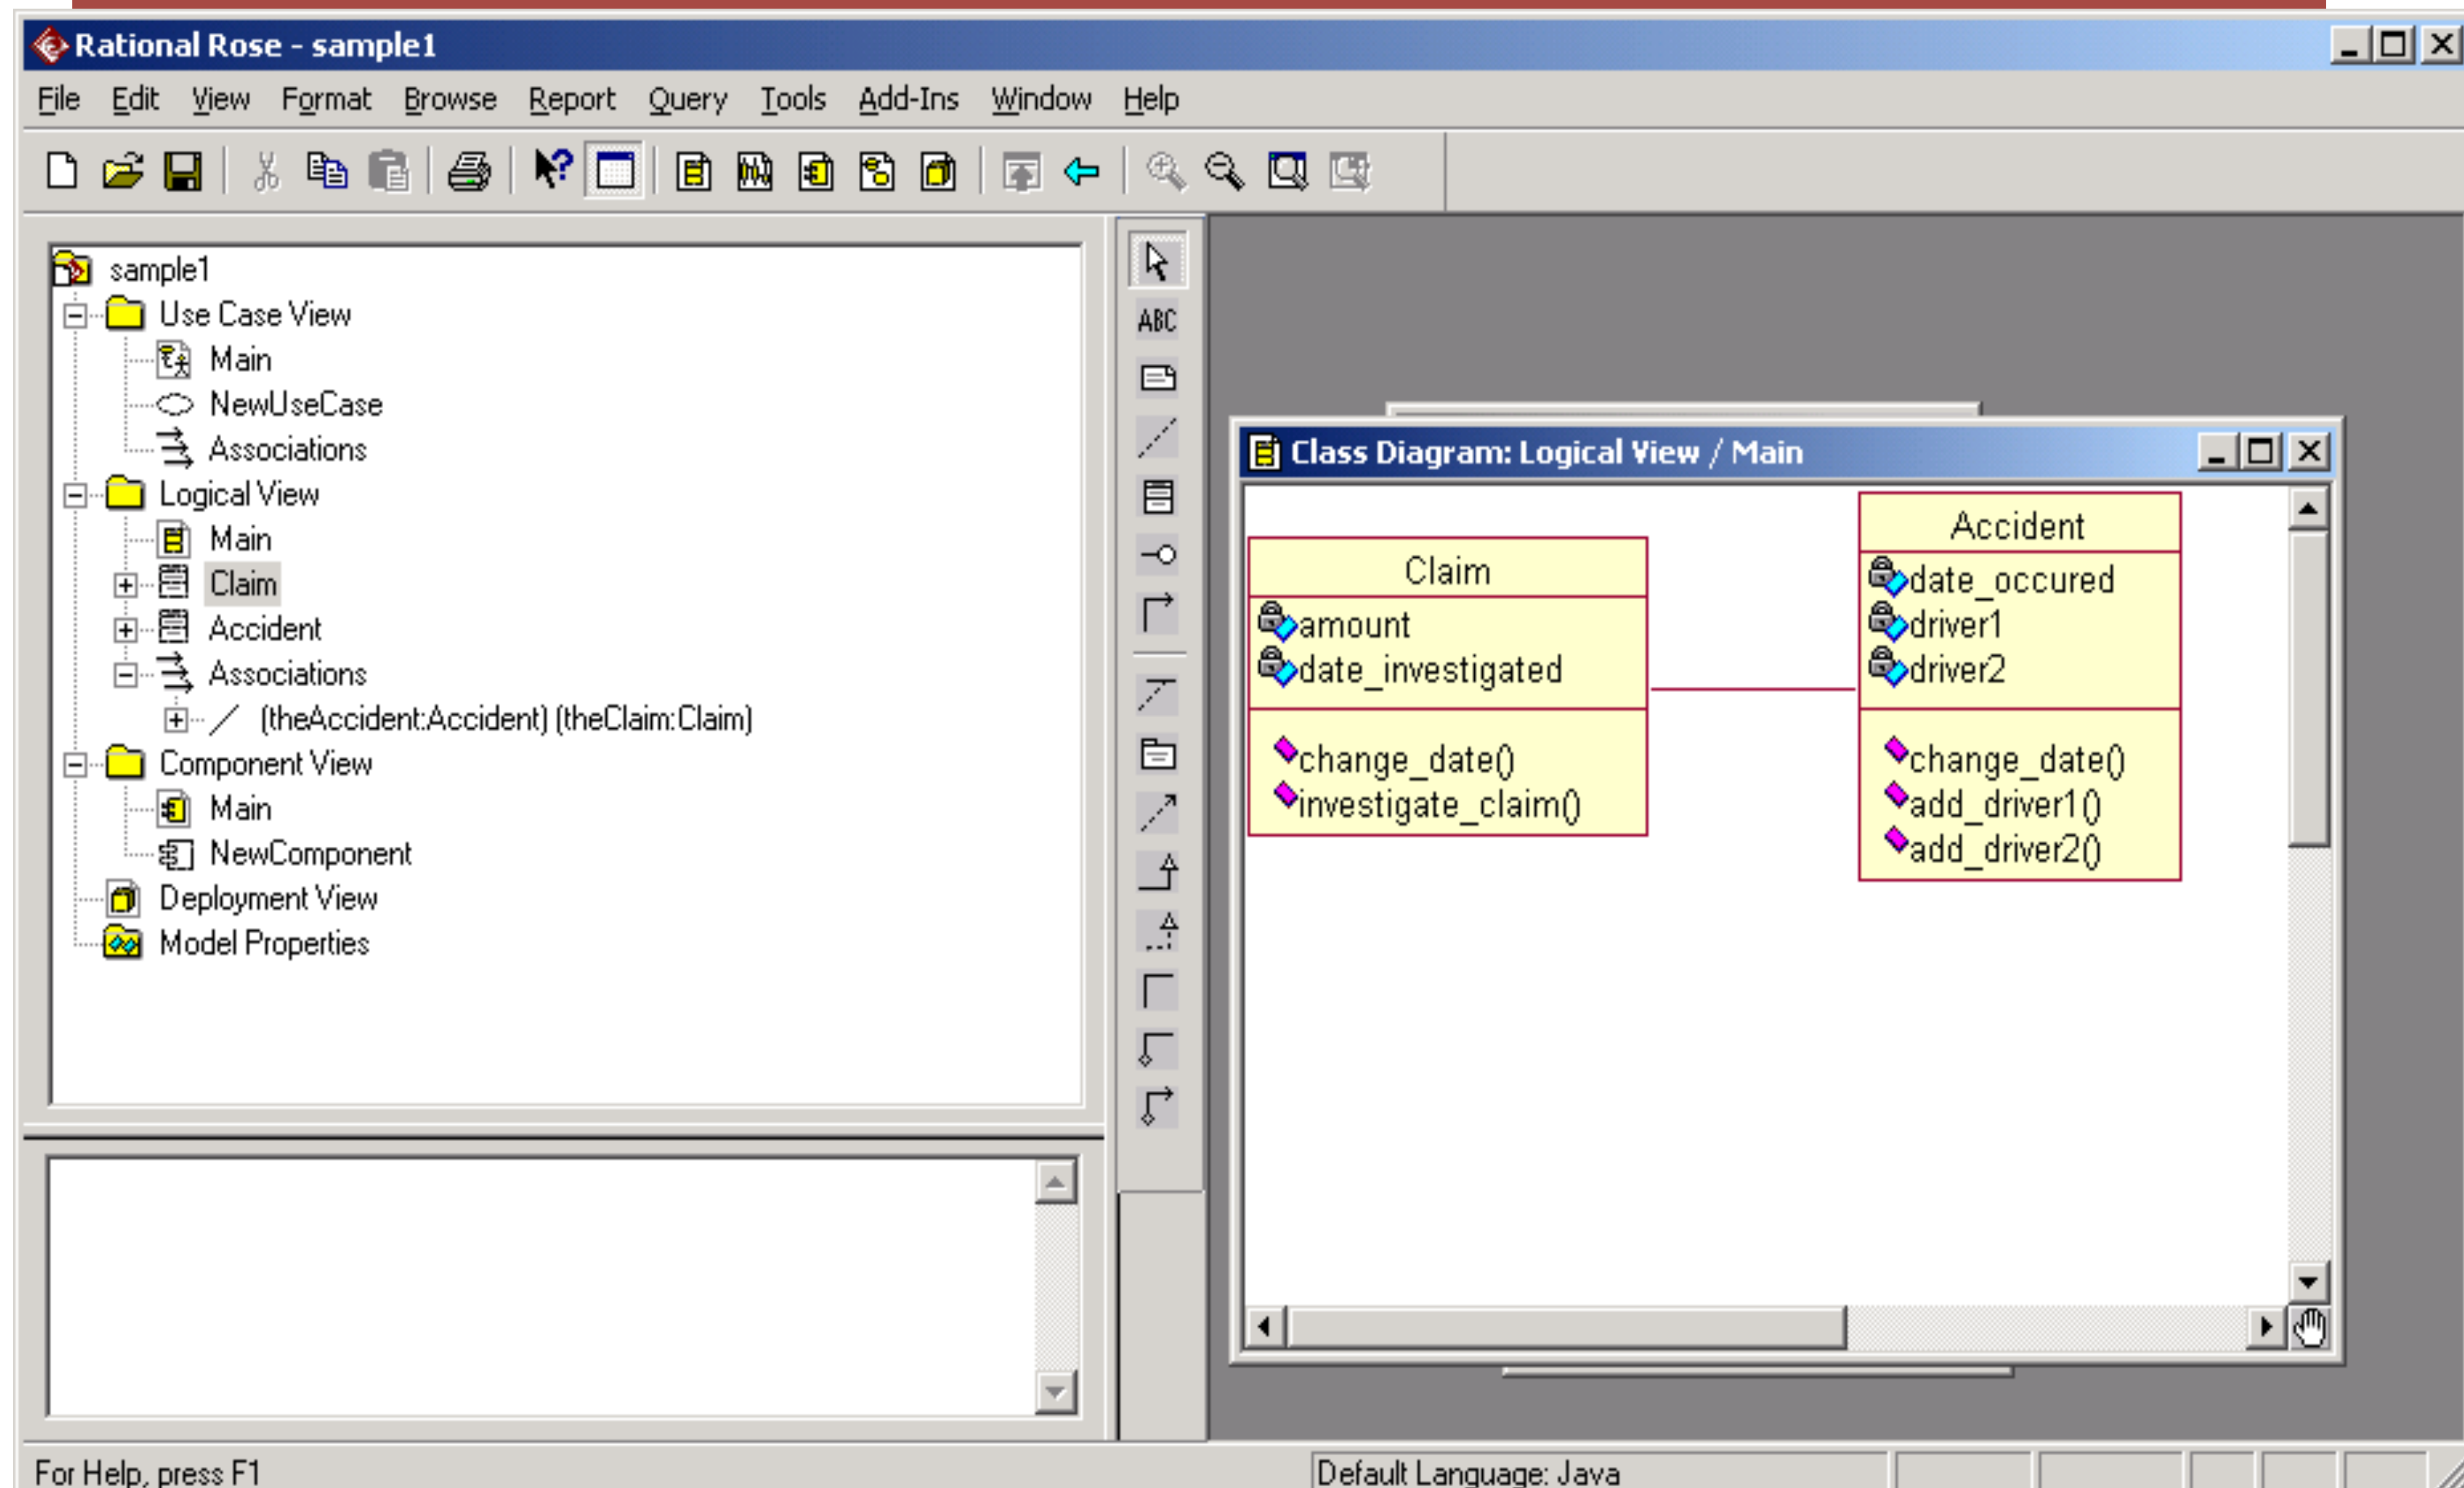 Rational Rose - sample1
File Edit View Format Browse Report Query Tools Add-Ins Window Help
sample1
Use Case View
Main
NewUseCase
Associations
Logical View
Main
Claim
Accident
Associations
(theAccident:Accident) (theClaim:Claim)
Component View
Main
NewComponent
Deployment View
Model Properties
ABC
Class Diagram: Logical View / Main
Claim
amount
date_investigated
change_date()
investigate_claim()
Accident
date_occured
driver1
driver2
change_date()
add_driver1()
add_driver2()
For Help, press F1
Default Language: Java